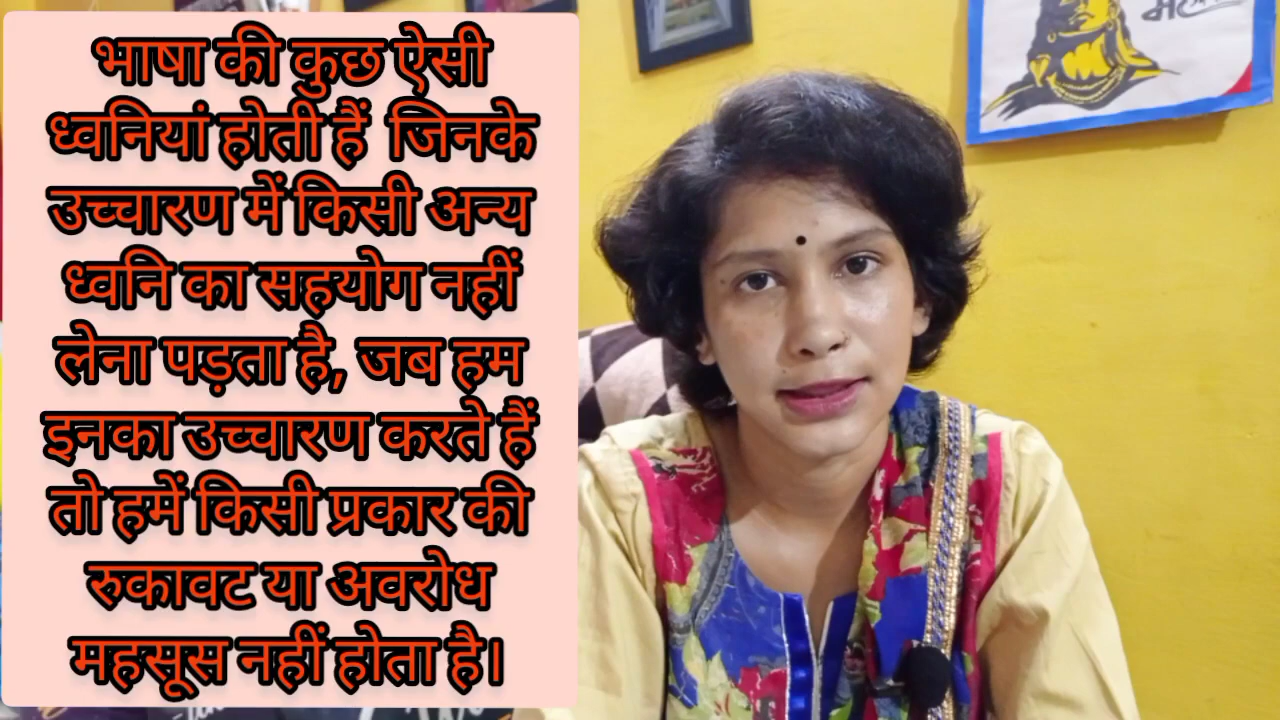 भाषा की कुछ ऐसी
ध्वनियां होती हैं जिनके
उच्चारण में किसी अन्य
ध्वनि का सहयोग नहीं
लेना पड़ता है, जब हम
इनका उच्चारण करते हैं
तो हमें किसी प्रकार की
रुकावट या अवरोध
महसूस नहीं होता है।